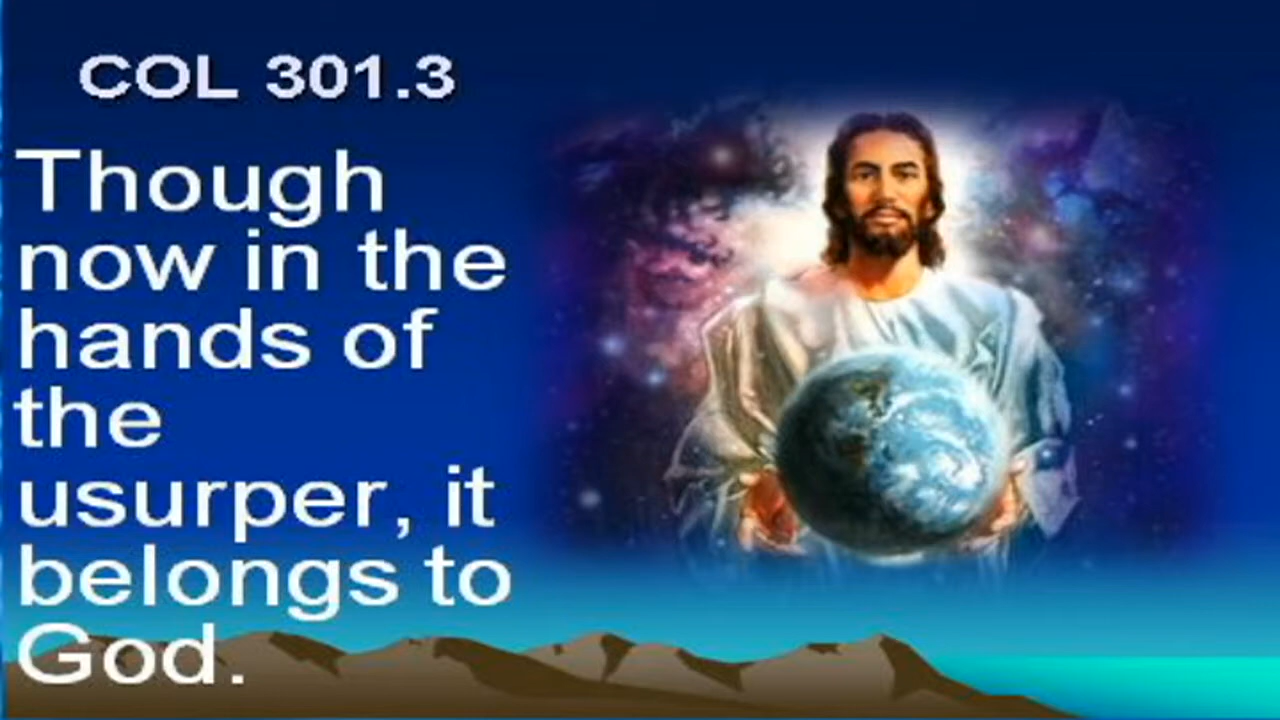 COL 301.3
Though
now in the
hands of
the
usurper, it
belongs to
God.